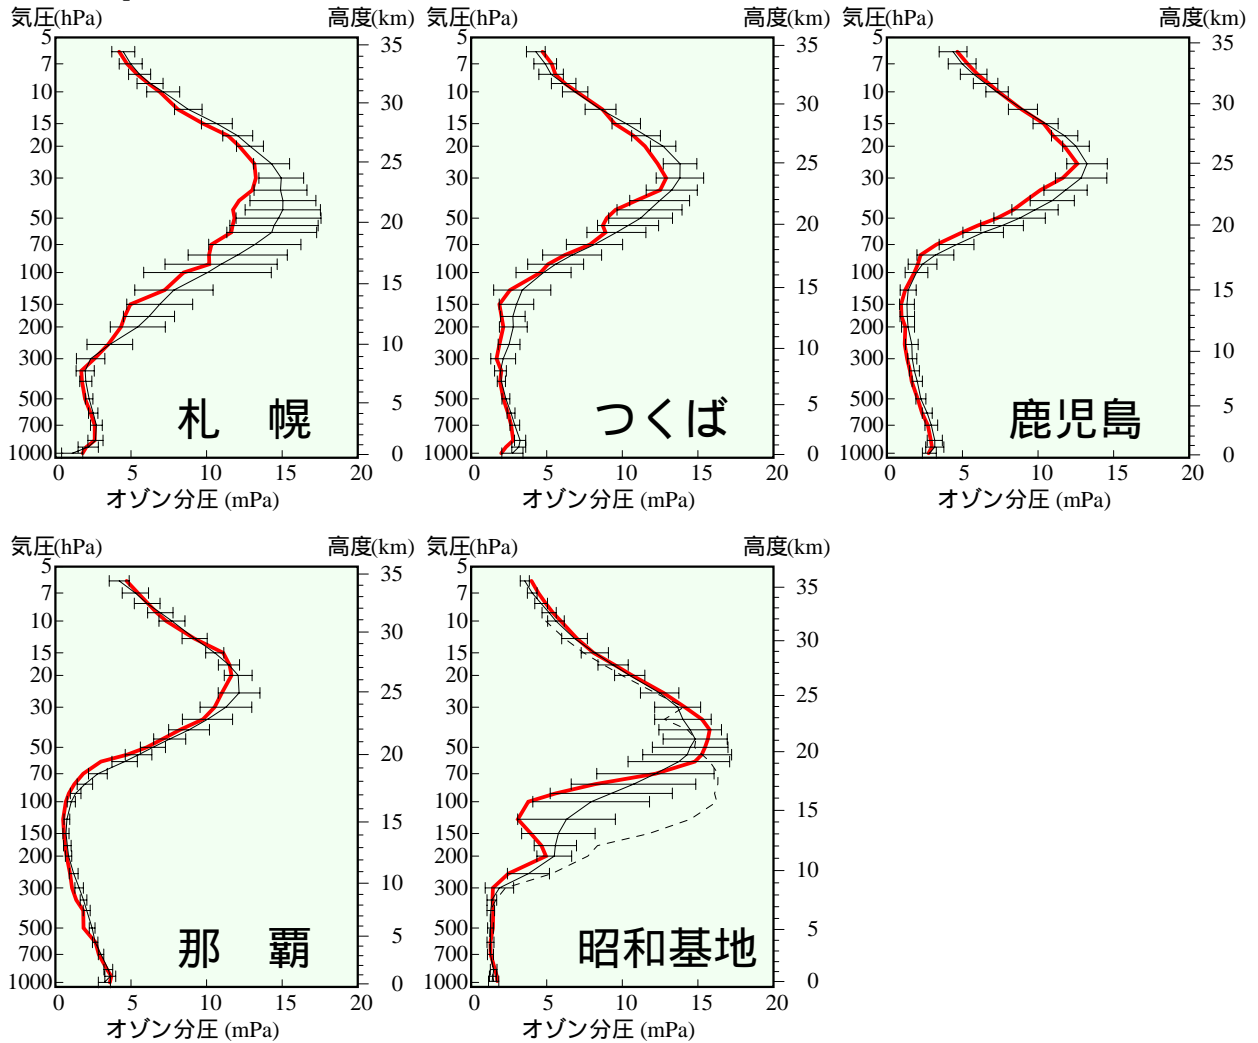 気圧(hPa) 高度(km) 気圧(hPa) 高度(km) 気圧(hPa) 高度(km)
5 35 5 35 5 35
7 7 7
10 30 10 30 10 30
15 15 15
20 20 20
30 25 30 25 30 25
50 20 50 20 50 20
70 70 70
100 15 100 15 100 15
150 150 150
200 200 200
300 10 300 10 300 10
500 5 500 5 500 5
札 幌 つくば 鹿児島
700 700 700
1000 0 1000 0 1000 0
0 5 10 15 20 0 5 10 15 20 0 5 10 15 20
オゾン分圧 (mPa) オゾン分圧 (mPa) オゾン分圧 (mPa)
気圧(hPa) 高度(km) 気圧(hPa) 高度(km)
5 35 5 35
7 7
10 30 10 30
15 15
20 20
30 25 30 25
50 20 50 20
70 70
100 15 100 15
150 150
200 200
300 10 300 10
500 5 500 5
那 覇 昭和基地
700 700
1000 0 1000 0
0 5 10 15 20 0 5 10 15 20
オゾン分圧 (mPa) オゾン分圧 (mPa)